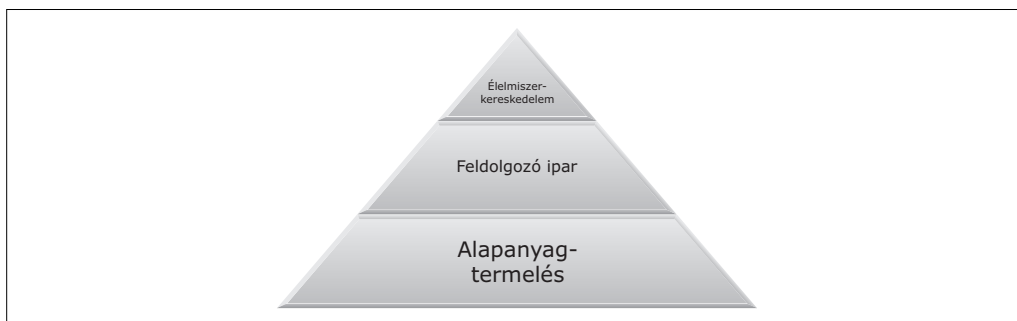 Élelmiszer-
kereskedelem
Feldolgozó ipar
Alapanyag-
termelés